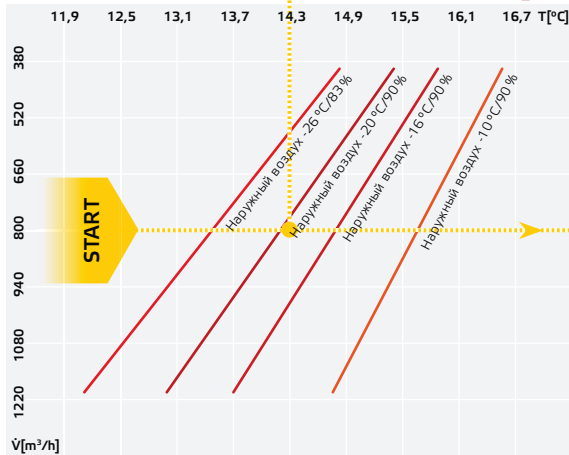 11,9 12,5 13,1 13,7 14,3 14,9 15,5 16,1 16,7 T[°C]
380
520
660
800
940
1080
1220
V̇[m³/h]
START
Наружный воздух -26 °C/83%
Наружный воздух -20 °C/90%
Наружный воздух -16 °C/90%
Наружный воздух -10 °C/90%